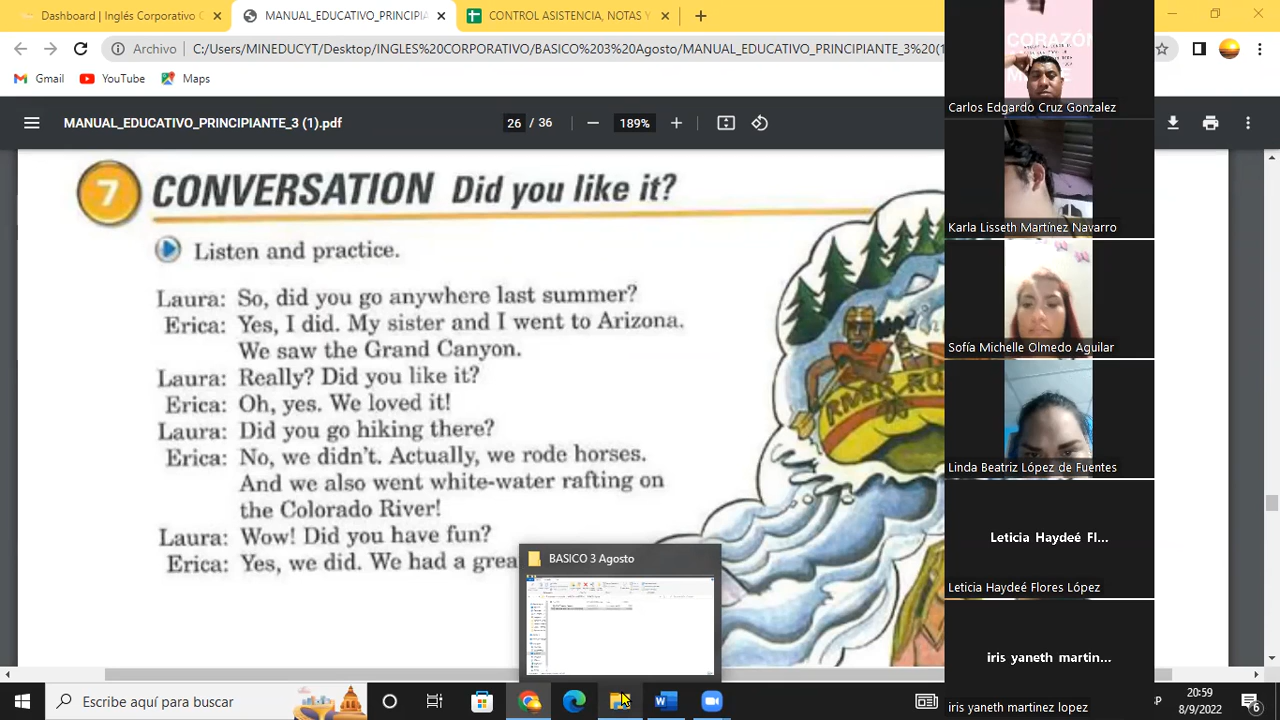 Dashboard | Inglés Corporativo C
MANUAL_EDUCATIVO_PRINCIPIA
CONTROL ASISTENCIA, NOTAS Y
Archivo
C:/Users/MINEDUCYT/Desktop/INGLES%20CORPORATIVO/BASICO%203%20Agosto/MANUAL_EDUCATIVO_PRINCIPIANTE_3%20(1
Gmail
YouTube
Maps
MANUAL_EDUCATIVO_PRINCIPIANTE_3 (1).pdf
26 / 36
189%
7 CONVERSATION Did you like it?
Listen and practice.
Laura: So, did you go anywhere last summer?
Erica: Yes, I did. My sister and I went to Arizona.
We saw the Grand Canyon.
Laura: Really? Did you like it?
Erica: Oh, yes. We loved it!
Laura: Did you go hiking there?
Erica: No, we didn't. Actually, we rode horses.
And we also went white-water rafting on
the Colorado River!
Laura: Wow! Did you have fun?
Erica: Yes, we did. We had a grea
BASICO 3 Agosto
Carlos Edgardo Cruz Gonzalez
Karla Lisseth Martínez Navarro
Sofía Michelle Olmedo Aguilar
Linda Beatriz López de Fuentes
Leticia Haydeé Fl...
Leticia Haydeé Flores López
iris yaneth martin...
iris yaneth martinez lopez
Escribe aquí para buscar
20:59
8/9/2022
6